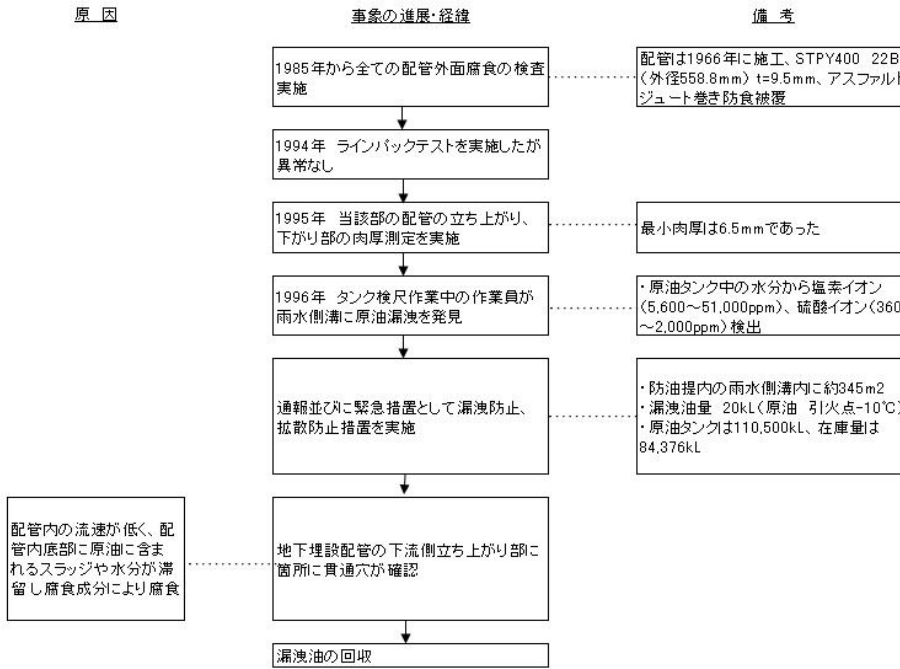 原 因
事象の進展・経緯
備 考
1985年から全ての配管外面腐食の検査
実施
配管は1966年に施工、STPY400 22B
(外径558.8mm) t=9.5mm、アスファルト
ジュート巻き防食被覆
1994年 ラインパックテストを実施したが
異常なし
1995年 当該部の配管の立ち上がり、
下がり部の肉厚測定を実施
最小肉厚は6.5mmであった
1996年 タンク検尺作業中の作業員が
雨水側溝に原油漏洩を発見
・原油タンク中の水分から塩素イオン
(5,600~51,000ppm)、硫酸イオン(360
~2,000ppm)検出
通報並びに緊急措置として漏洩防止、
拡散防止措置を実施
・防油提内の雨水側溝内に約345m2
・漏洩油量 20kL(原油 引火点-10℃)
・原油タンクは110,500kL、在庫量は
84,376kL
配管内の流速が低く、配
管内底部に原油に含ま
れるスラッジや水分が滞
留し腐食成分により腐食
地下埋設配管の下流側立ち上がり部に
箇所に貫通穴が確認
漏洩油の回収